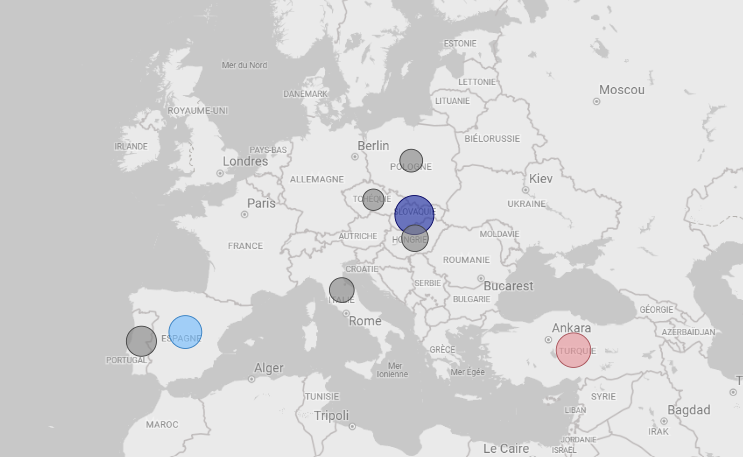 ESTONIE
Mer du Nord
LETTONIE
Moscou
DANEMARK
LITUANIE
ROYAUME-UNI
BIÉLORUSSIE
IRLANDE
PAYS-BAS
Berlin
Londres
POLOGNE
ALLEMAGNE
Kiev
TCHÉQUIE
UKRAINE
Paris
SLOVAQUIE
MOLDAVIE
AUTRICHE
HONGRIE
FRANCE
ROUMANIE
CROATIE
SERBIE
Bucarest
ITALIE
BULGARIE
GÉORGIE
Rome
Ankara
AZERBAÏDJAN
ESPAGNE
GRÈCE
TURQUIE
PORTUGAL
Alger
Mer
Ionienne
Mer Égée
TUNISIE
SYRIE
LIBAN
Bagdad
Tripoli
MAROC
IRAK
JORDANIE
Le Caire
ISRAËL